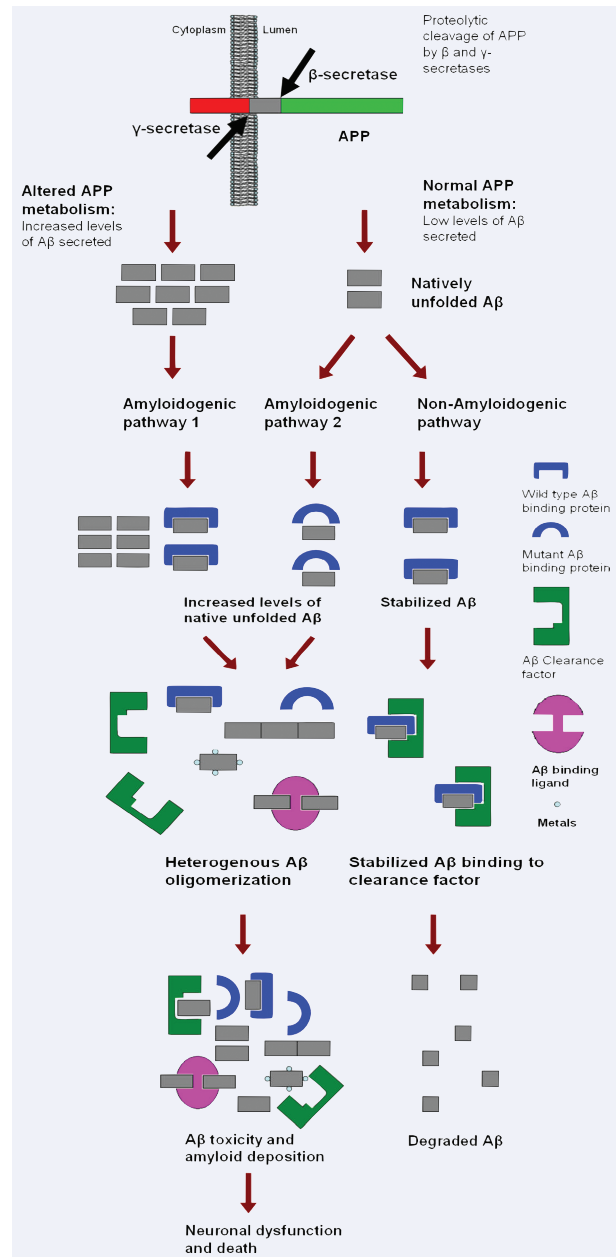 Cytoplasm
Lumen
Proteolytic
cleavage of APP
by β and γ-
secretases
β-secretase
γ-secretase
APP
Altered APP
metabolism:
Increased levels
of Aβ secreted
Normal APP
metabolism:
Low levels of Aβ
secreted
Natively
unfolded Aβ
Amyloidogenic
pathway 1
Amyloidogenic
pathway 2
Non-Amyloidogenic
pathway
Wild type Aβ
binding protein
Mutant Aβ
binding protein
Increased levels of
native unfolded Aβ
Stabilized Aβ
Aβ Clearance
factor
Aβ binding
ligand
Metals
Heterogenous Aβ
oligomerization
Stabilized Aβ binding to
clearance factor
Aβ toxicity and
amyloid deposition
Degraded Aβ
Neuronal dysfunction
and death